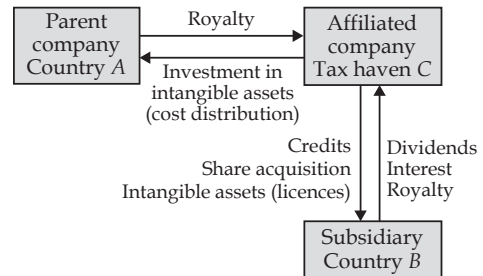 Parent
company
Country A
Royalty
Investment in
intangible assets
(cost distribution)
Affiliated
company
Tax haven C
Credits
Share acquisition
Intangible assets (licences)
Dividends
Interest
Royalty
Subsidiary
Country B